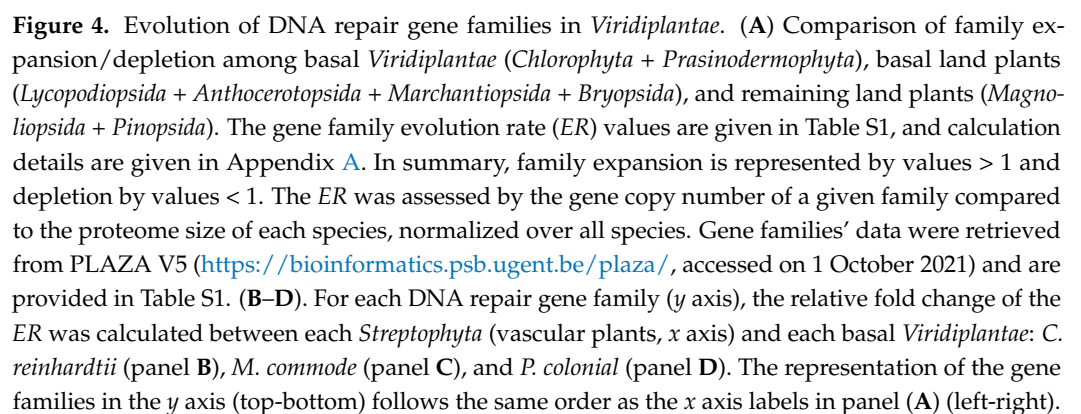 Figure 4. Evolution of DNA repair gene families in Viridiplantae. (A) Comparison of family ex-
pansion/depletion among basal Viridiplantae (Chlorophyta + Prasinodermophyta), basal land plants
(Lycopodiopsida + Anthocerotopsida + Marchantiopsida + Bryopsida), and remaining land plants (Magno-
liopsida + Pinopsida). The gene family evolution rate (ER) values are given in Table S1, and calculation
details are given in Appendix A. In summary, family expansion is represented by values > 1 and
depletion by values < 1. The ER was assessed by the gene copy number of a given family compared
to the proteome size of each species, normalized over all species. Gene families’ data were retrieved
from PLAZA V5 (https://bioinformatics.psb.ugent.be/plaza/, accessed on 1 October 2021) and are
provided in Table S1. (B–D). For each DNA repair gene family (y axis), the relative fold change of the
ER was calculated between each Streptophyta (vascular plants, x axis) and each basal Viridiplantae: C.
reinhardtii (panel B), M. commode (panel C), and P. colonial (panel D). The representation of the gene
families in the y axis (top-bottom) follows the same order as the x axis labels in panel (A) (left-right).